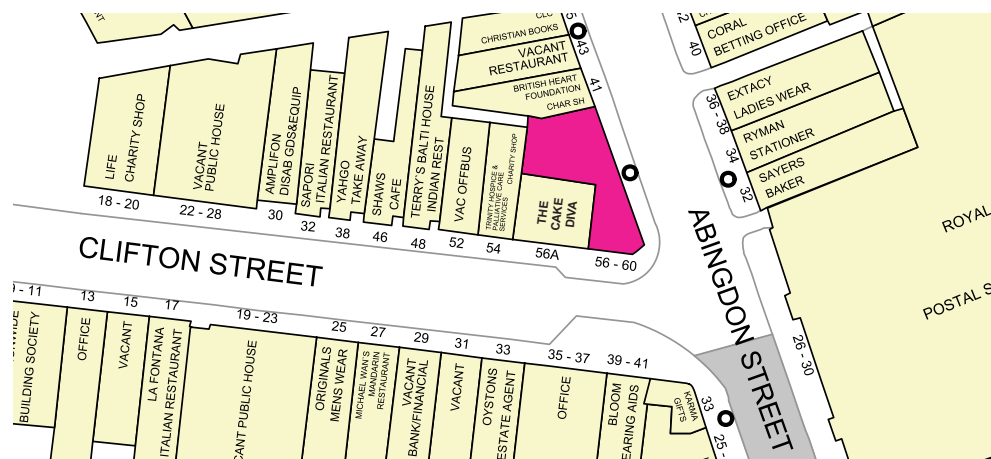 CLC
CHRISTIAN BOOKS
43
VACANT
RESTAURANT
BRITISH HEART
FOUNDATION
CHAR SH
41
40
CORAL
BETTING OFFICE
EXTACY
LADIES WEAR
36 - 38
RYMAN
STATIONER
34
SAYERS
BAKER
32
LIFE
CHARITY SHOP
18 - 20
VACANT
PUBLIC HOUSE
22 - 28
AMPLIFON
DISAB GDS&EQUIP
30
SAPORI
ITALIAN RESTAURANT
32
YAHGO
TAKE AWAY
38
SHAWS
CAFE
46
TERRY'S BALTI HOUSE
INDIAN REST
48
VAC OFFBUS
52
TRINITY HOSPICE &
PALLIATIVE CARE
SERVICES
CHARITY SHOP
54
THE
CAKE
DIVA
56A
56 - 60
CLIFTON STREET
ABINGDON STREET
ROYAL
POSTAL S
26 - 30
- 11
BUILDING SOCIETY
13
OFFICE
15
VACANT
17
LA FONTANA
ITALIAN RESTAURANT
19 - 23
CANT PUBLIC HOUSE
25
ORIGINALS
MENS WEAR
27
MICHAEL WAN'S
MANDARIN
RESTAURANT
29
VACANT
BANK/FINANCIAL
31
VACANT
33
OYSTONS
ESTATE AGENT
35 - 37
OFFICE
39 - 41
BLOOM
EARING AIDS
KARMA
GIFTS
33
25 -